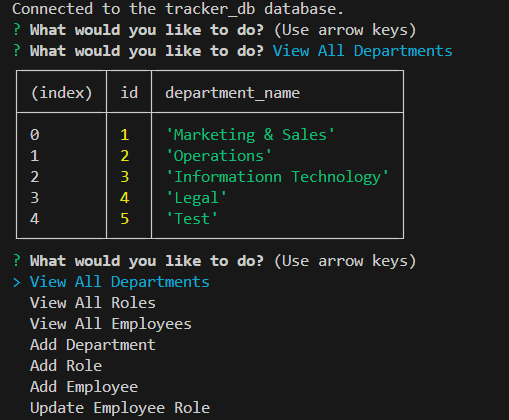 Connected to the tracker_db database.
? What would you like to do? (Use arrow keys)
? What would you like to do? View All Departments
(index) id department_name
0 1 'Marketing & Sales'
1 2 'Operations'
2 3 'Informationn Technology'
3 4 'Legal'
4 5 'Test'
? What would you like to do? (Use arrow keys)
> View All Departments
View All Roles
View All Employees
Add Department
Add Role
Add Employee
Update Employee Role